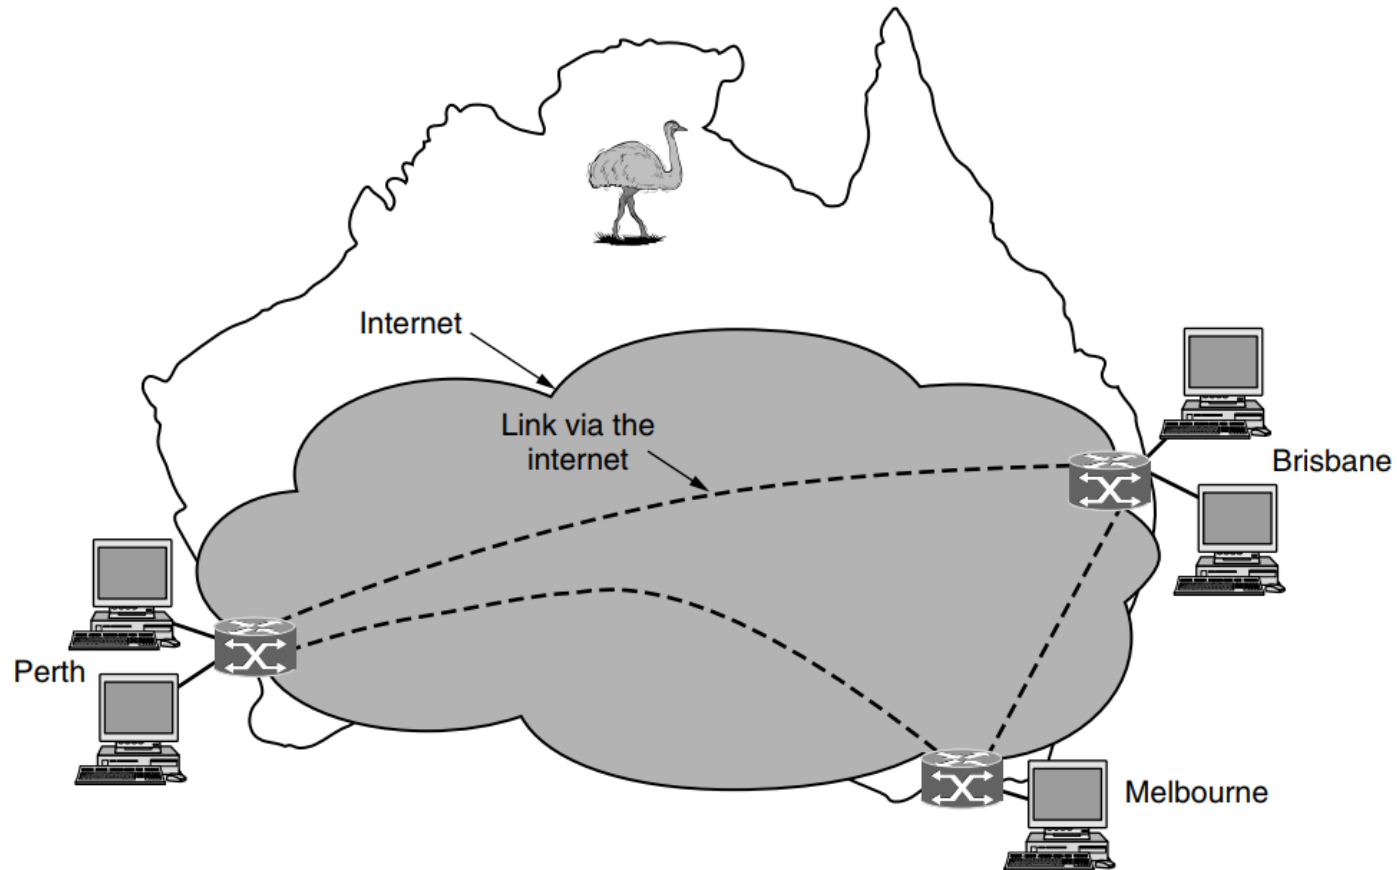 Internet
Link via the
internet
Brisbane
Perth
Melbourne